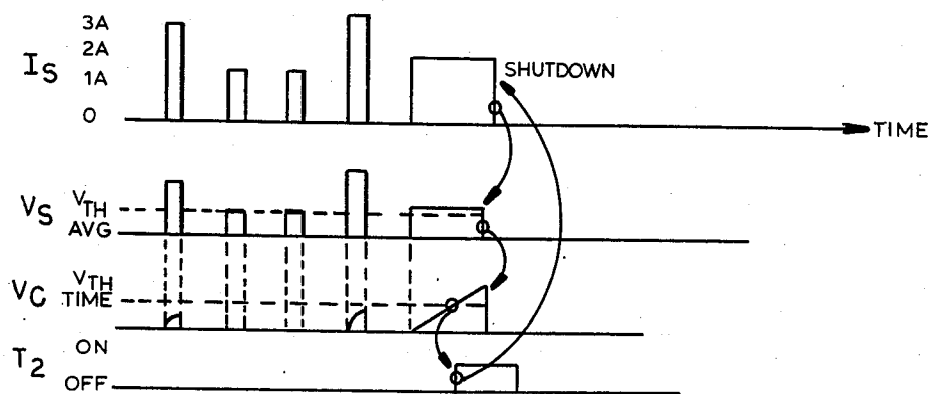 3A
2A
IS
1A
SHUTDOWN
0
TIME
VS
VTH
AVG
VC
VTH
TIME
ON
T2
OFF